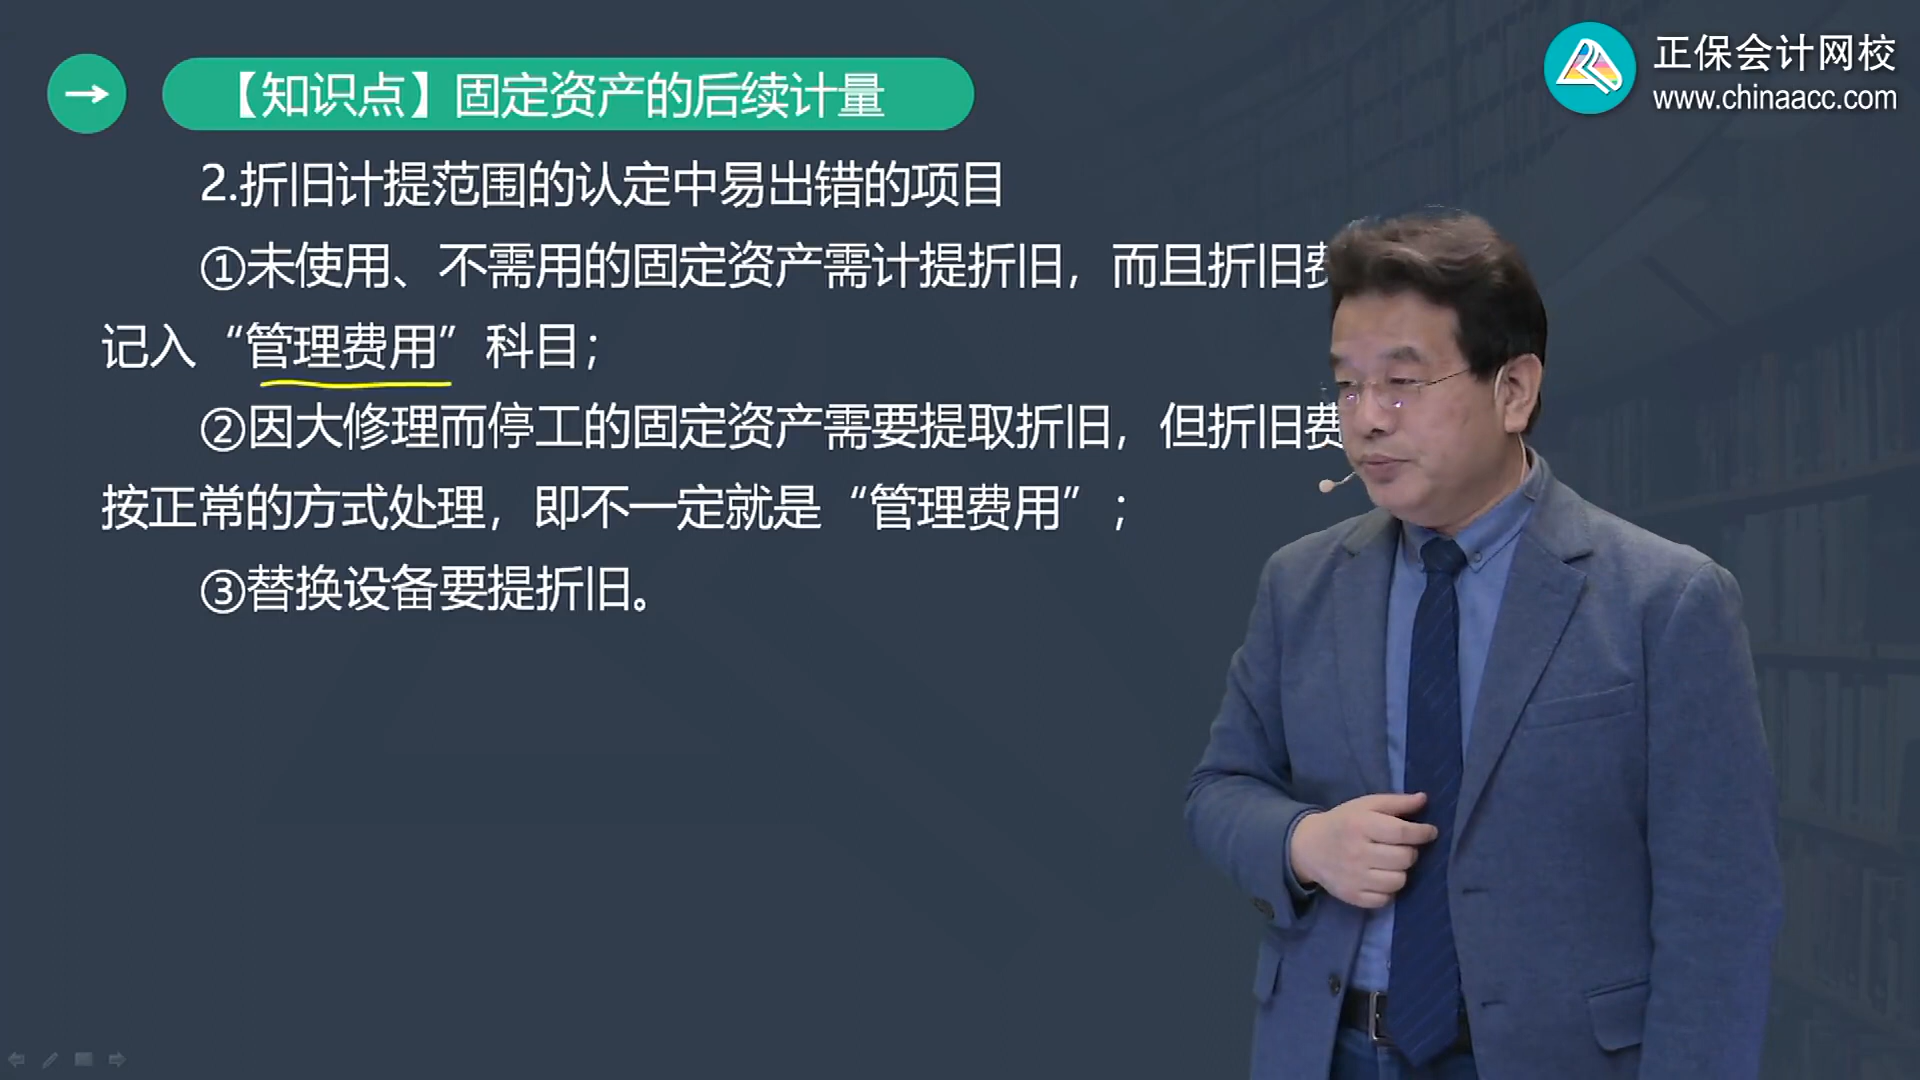 正保会计网校
www.chinaacc.com
【知识点】固定资产的后续计量
2.折旧计提范围的认定中易出错的项目
①未使用、不需用的固定资产需计提折旧，而且折旧费
记入“管理费用”科目；
②因大修理而停工的固定资产需要提取折旧，但折旧费
按正常的方式处理，即不一定就是“管理费用”；
③替换设备要提折旧。